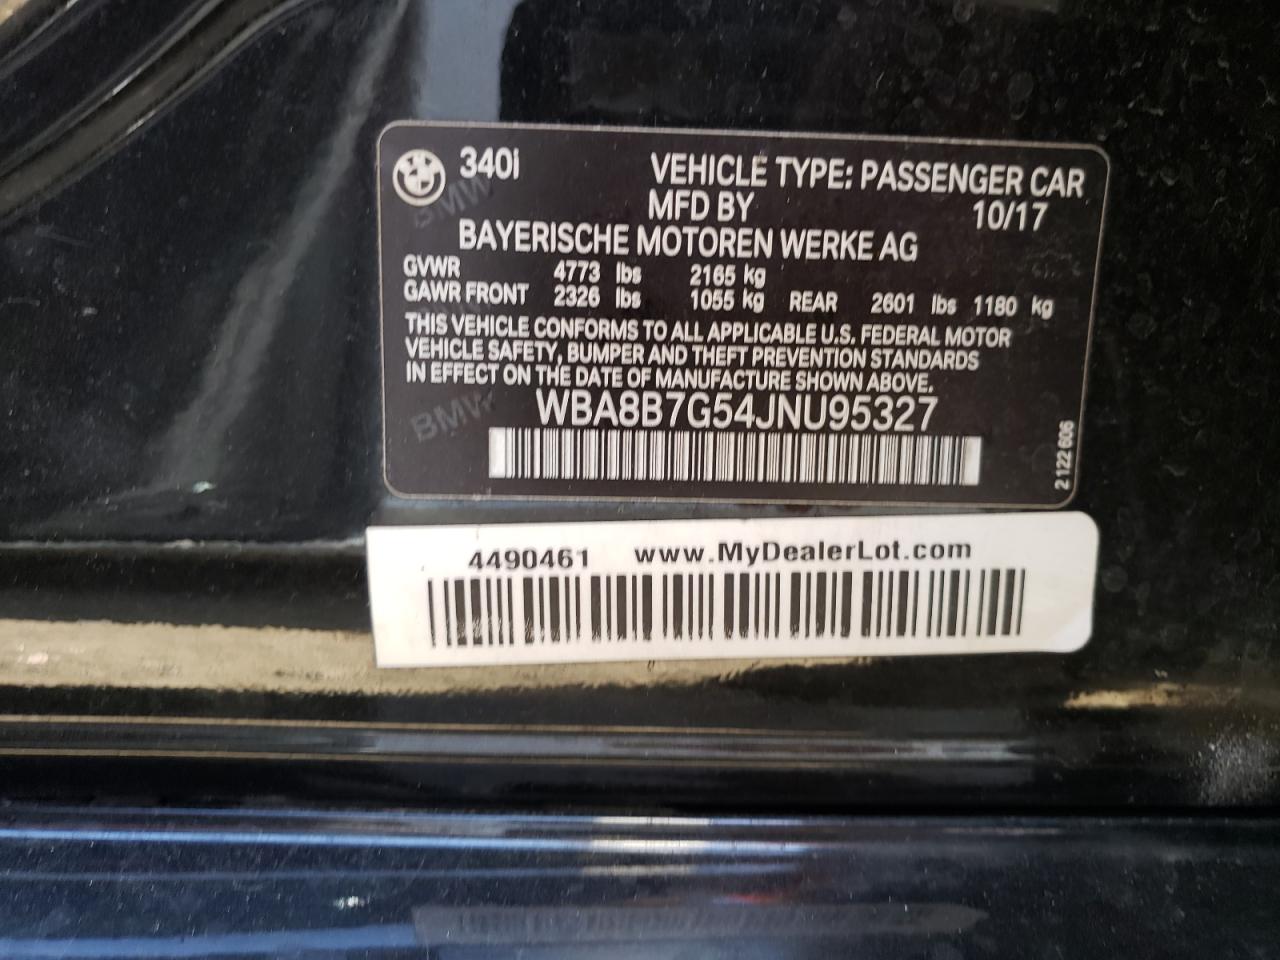 340i VEHICLE TYPE: PASSENGER CAR
MFD BY 10/17
BAYERISCHE MOTOREN WERKE AG
GVWR 4773 lbs 2165 kg
GAWR FRONT 2326 lbs 1055 kg REAR 2601 lbs 1180 kg
THIS VEHICLE CONFORMS TO ALL APPLICABLE U.S. FEDERAL MOTOR
VEHICLE SAFETY, BUMPER AND THEFT PREVENTION STANDARDS
IN EFFECT ON THE DATE OF MANUFACTURE SHOWN ABOVE.
WBA8B7G54JNU95327
BMW
BMW
2122606
4490461 www.MyDealerLot.com